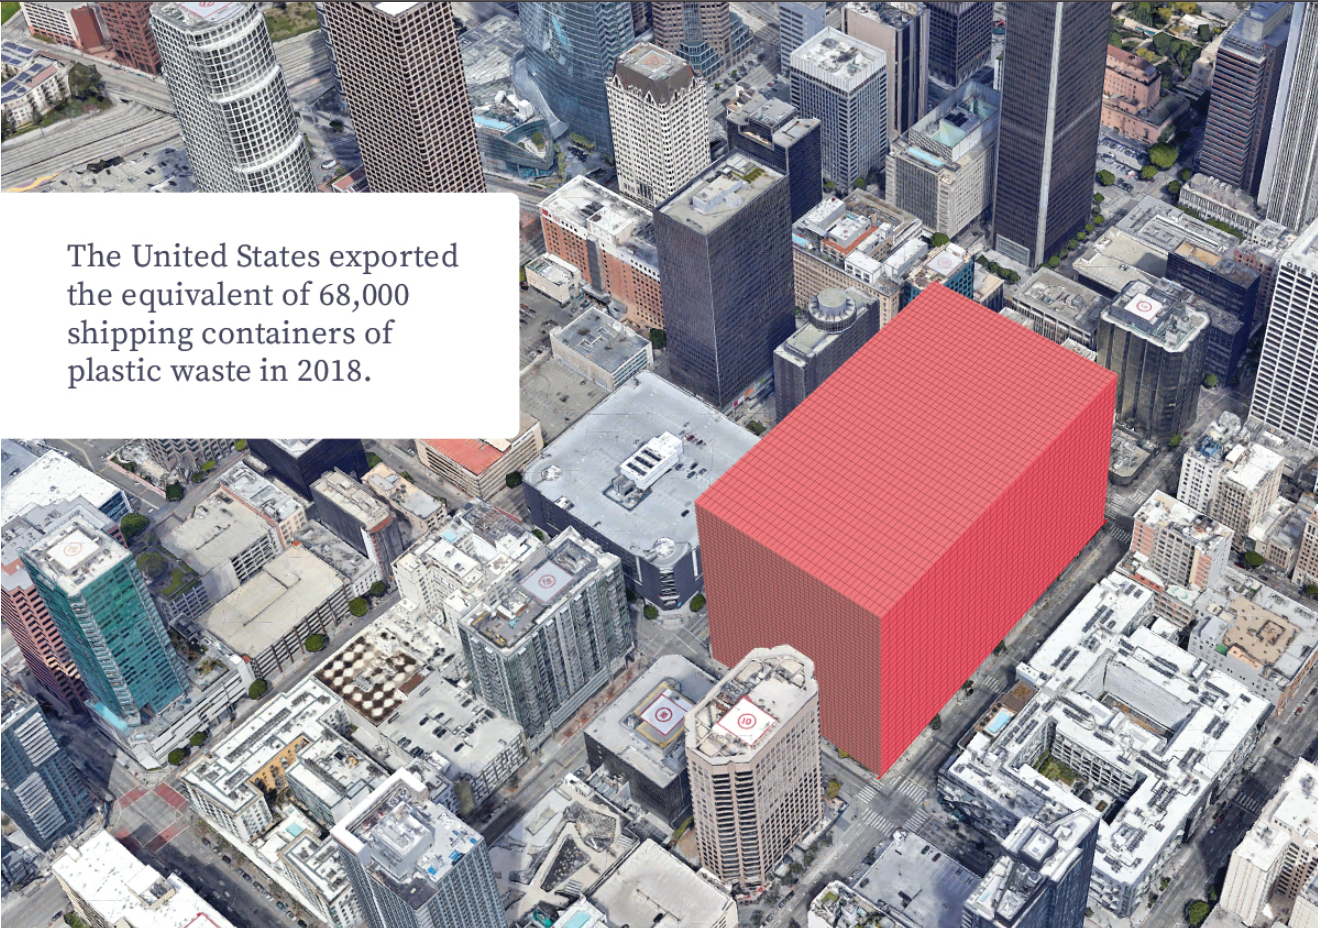 The United States exported
the equivalent of 68,000
shipping containers of
plastic waste in 2018.